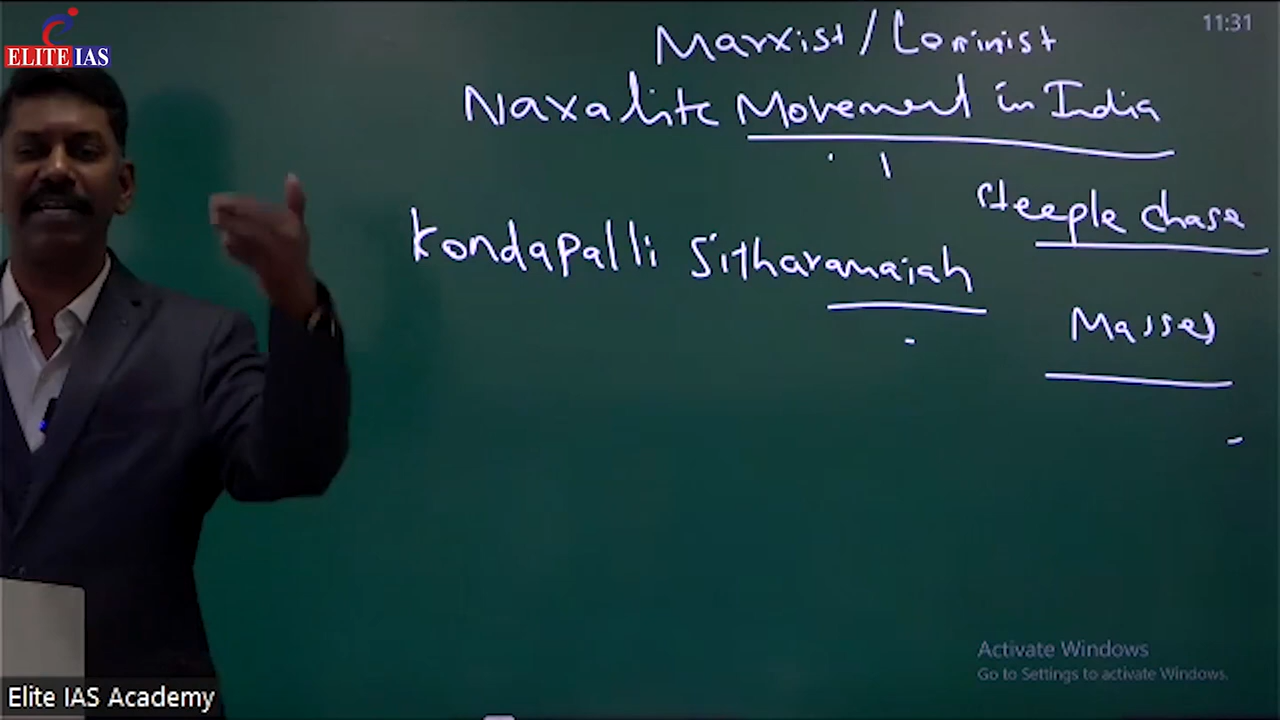 ELITE IAS
11:31
Marxist / Leninist
Naxalite Movement in India
Steeple chase
Kondapalli Sitharamaiah
Masses
Activate Windows
Go to Settings to activate Windows.
Elite IAS Academy